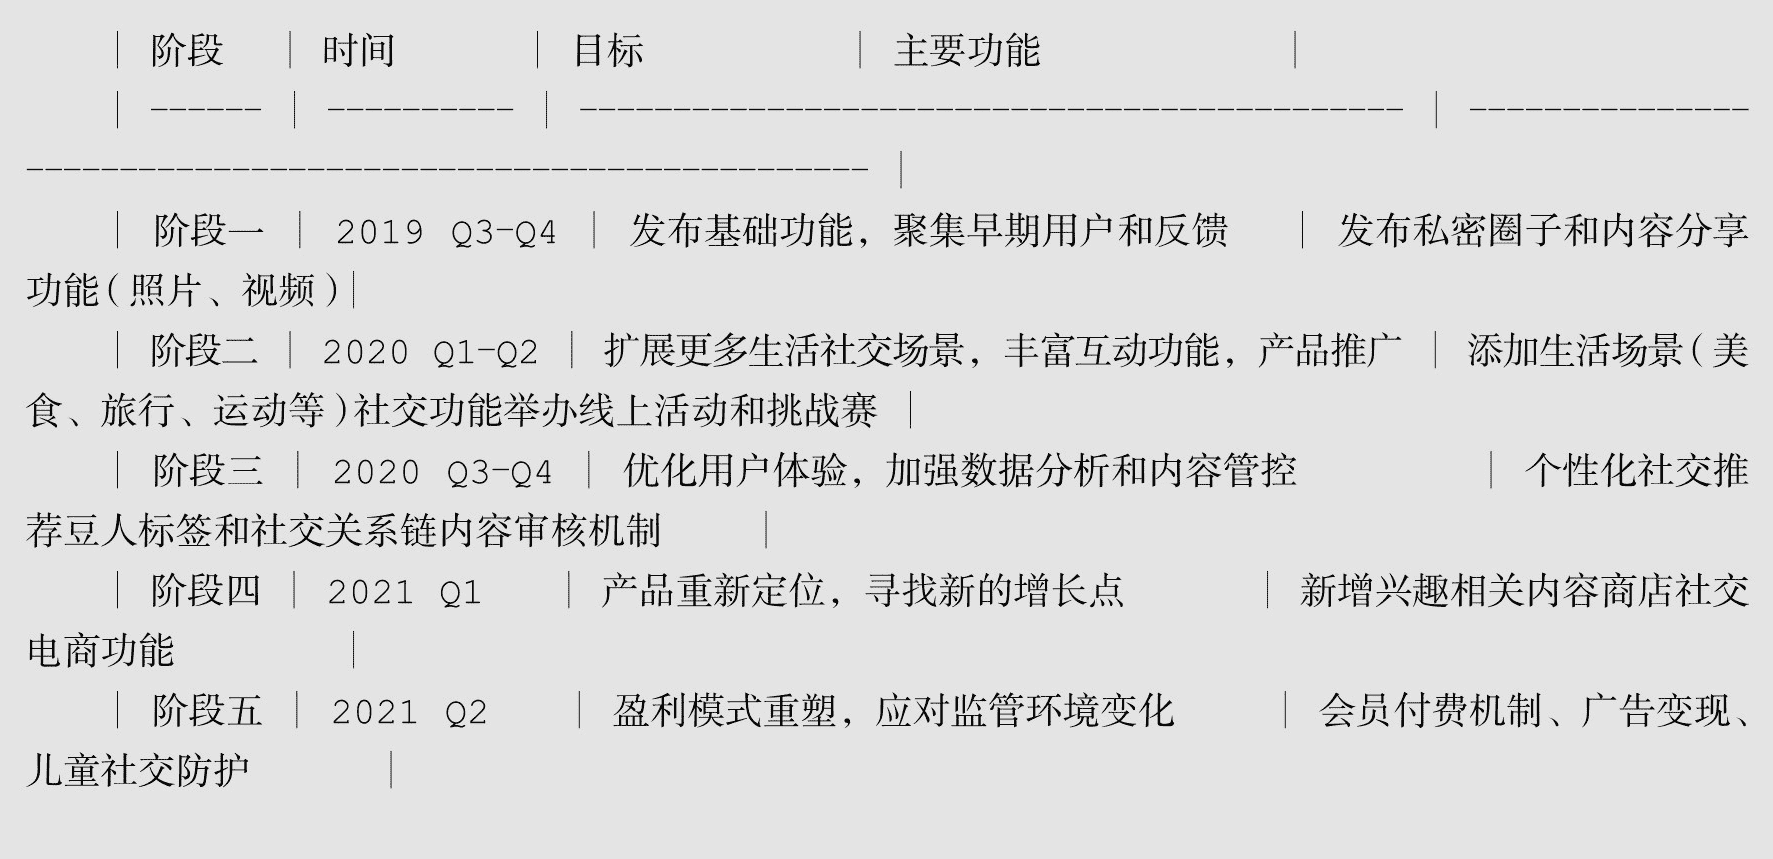 | 阶段 | 时间 | 目标 | 主要功能 |
| ------ | ---------- | -------------------------------------------- | ---------------
--------------------------------------------- |
| 阶段一 | 2019 Q3-Q4 | 发布基础功能，聚集早期用户和反馈 | 发布私密圈子和内容分享
功能(照片、视频)|
| 阶段二 | 2020 Q1-Q2 | 扩展更多生活社交场景，丰富互动功能，产品推广 | 添加生活场景(美
食、旅行、运动等)社交功能举办线上活动和挑战赛 |
| 阶段三 | 2020 Q3-Q4 | 优化用户体验，加强数据分析和内容管控 | 个性化社交推
荐豆人标签和社交关系链内容审核机制 |
| 阶段四 | 2021 Q1 | 产品重新定位，寻找新的增长点 | 新增兴趣相关内容商店社交
电商功能 |
| 阶段五 | 2021 Q2 | 盈利模式重塑，应对监管环境变化 | 会员付费机制、广告变现、
儿童社交防护 |